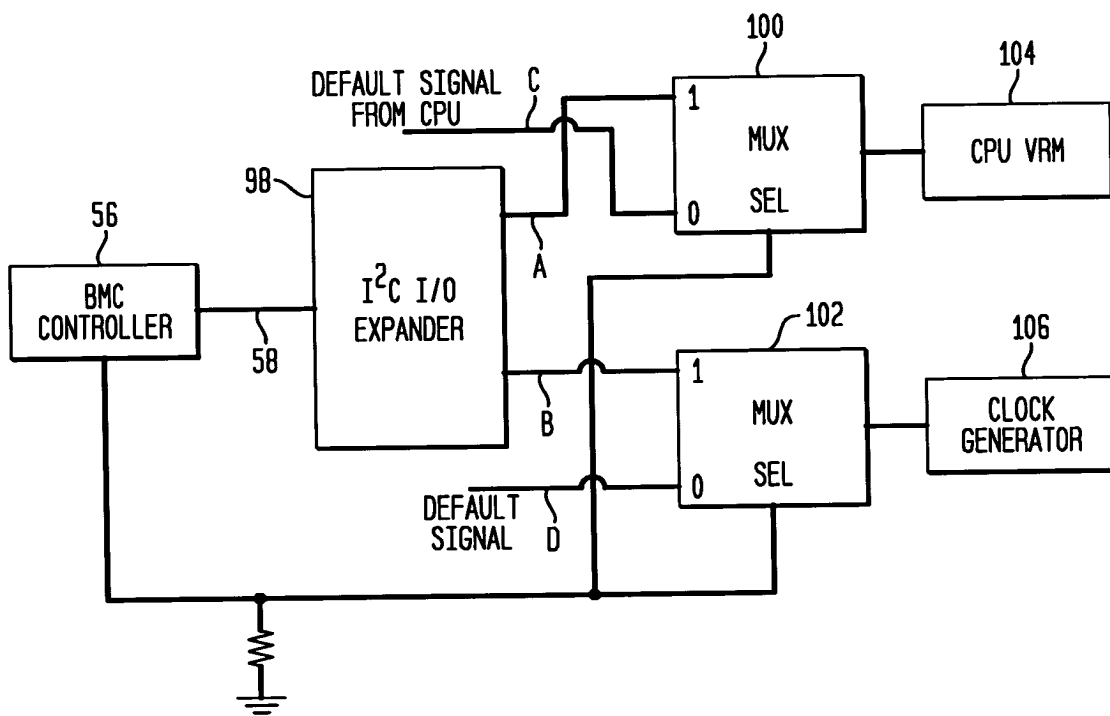 100
104
DEFAULT SIGNAL
FROM CPU
C
1
MUX
SEL
0
CPU VRM
98
A
56
BMC
CONTROLLER
58
I²C I/O
EXPANDER
102
106
B
1
MUX
SEL
0
CLOCK
GENERATOR
DEFAULT
SIGNAL
D